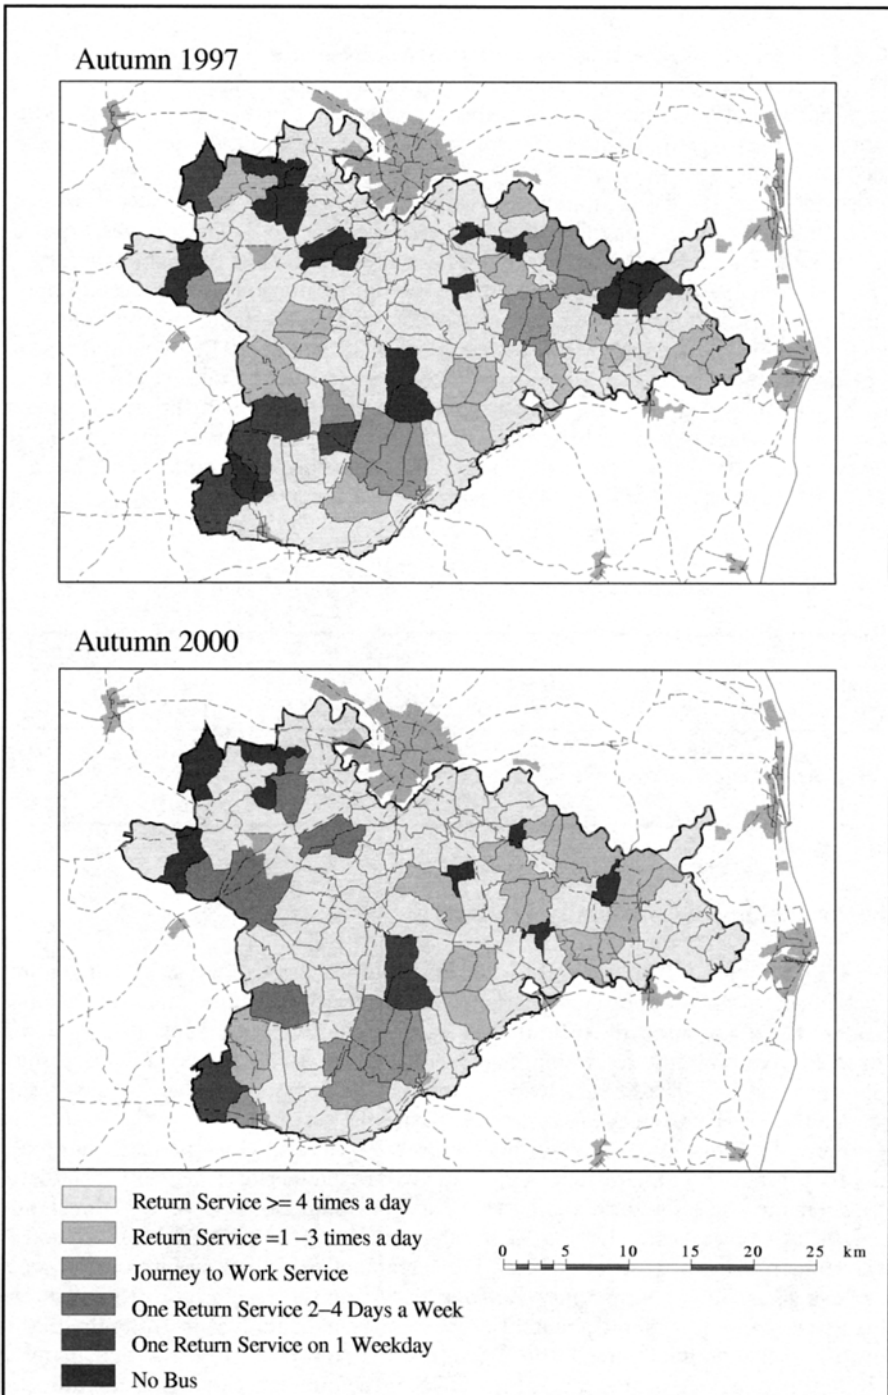 Autumn 1997
Autumn 2000
Return Service >= 4 times a day
Return Service =1 –3 times a day
Journey to Work Service
One Return Service 2–4 Days a Week
One Return Service on 1 Weekday
No Bus
0 5 10 15 20 25 km